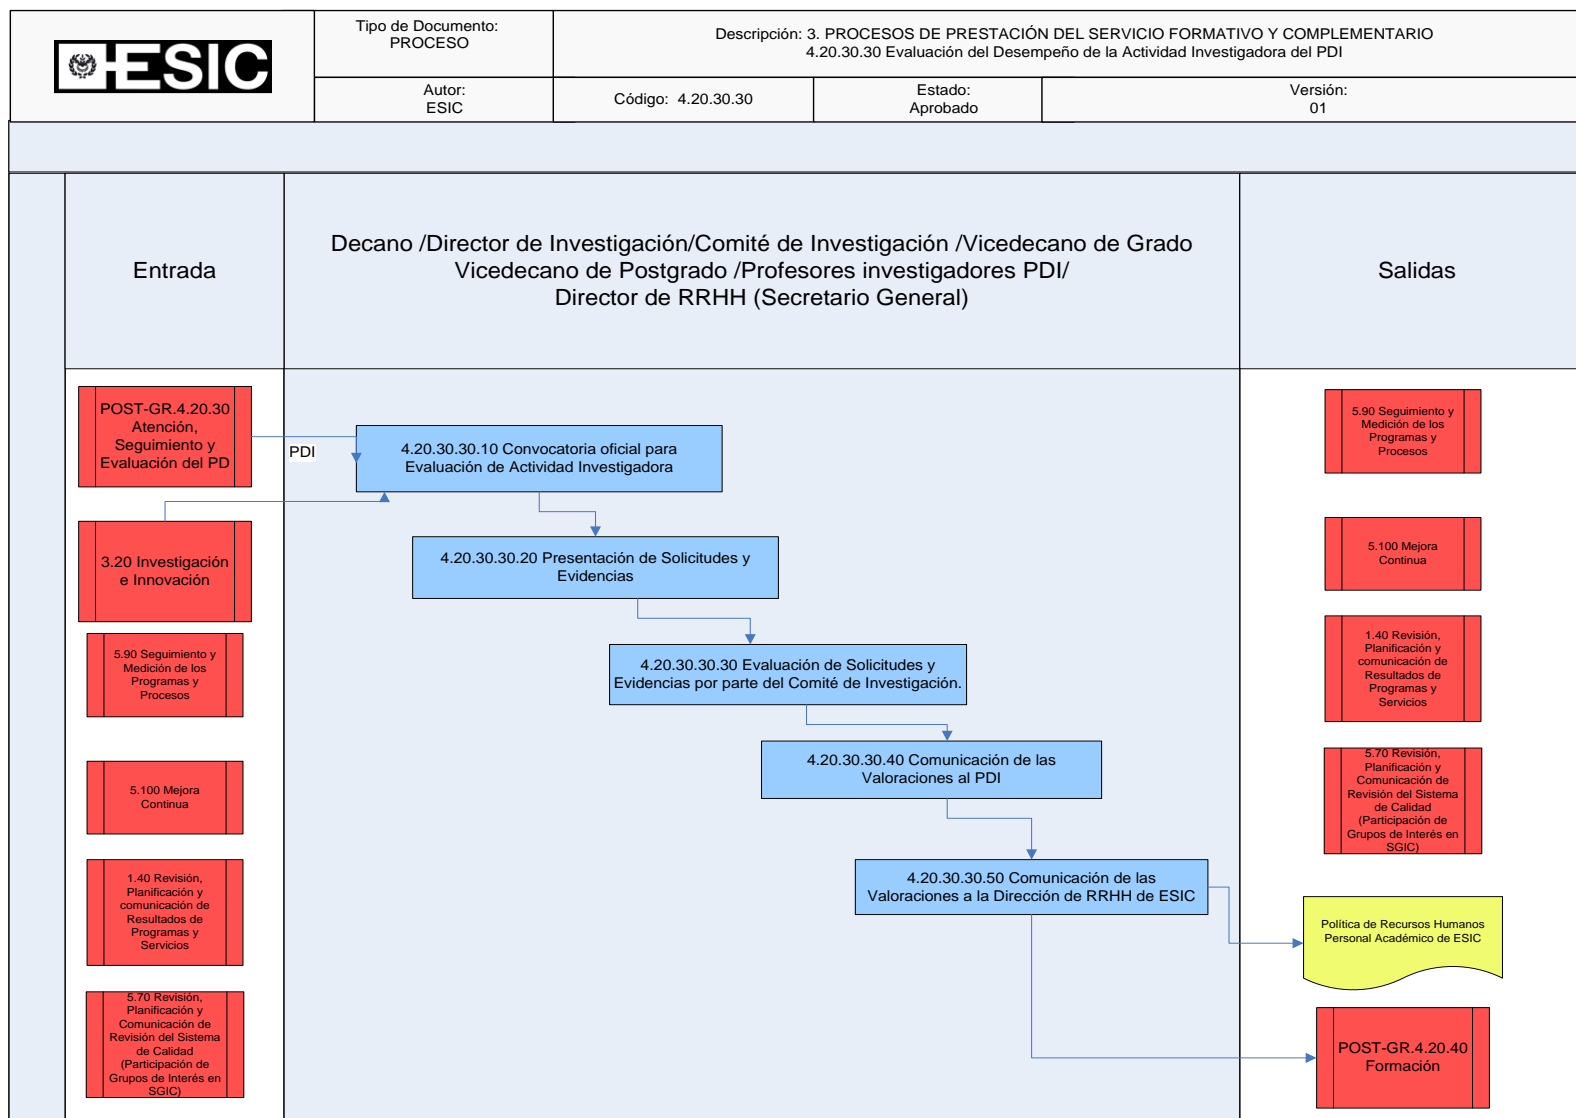 ESIC
Tipo de Documento:
PROCESO
Descripción: 3. PROCESOS DE PRESTACIÓN DEL SERVICIO FORMATIVO Y COMPLEMENTARIO
4.20.30.30 Evaluación del Desempeño de la Actividad Investigadora del PDI
Autor:
ESIC
Código: 4.20.30.30
Estado:
Aprobado
Versión:
01
Entrada
Decano /Director de Investigación/Comité de Investigación /Vicedecano de Grado
Vicedecano de Postgrado /Profesores investigadores PDI/
Director de RRHH (Secretario General)
Salidas
POST-GR.4.20.30
Atención,
Seguimiento y
Evaluación del PD
PDI
3.20 Investigación
e Innovación
5.90 Seguimiento y
Medición de los
Programas y
Procesos
5.100 Mejora
Continua
1.40 Revisión,
Planificación y
comunicación de
Resultados de
Programas y
Servicios
5.70 Revisión,
Planificación y
Comunicación de
Revisión del Sistema
de Calidad
(Participación de
Grupos de Interés en
SGIC)
4.20.30.30.10 Convocatoria oficial para
Evaluación de Actividad Investigadora
4.20.30.30.20 Presentación de Solicitudes y
Evidencias
4.20.30.30.30 Evaluación de Solicitudes y
Evidencias por parte del Comité de Investigación.
4.20.30.30.40 Comunicación de las
Valoraciones al PDI
4.20.30.30.50 Comunicación de las
Valoraciones a la Dirección de RRHH de ESIC
5.90 Seguimiento y
Medición de los
Programas y
Procesos
5.100 Mejora
Continua
1.40 Revisión,
Planificación y
comunicación de
Resultados de
Programas y
Servicios
5.70 Revisión,
Planificación y
Comunicación de
Revisión del Sistema
de Calidad
(Participación de
Grupos de Interés en
SGIC)
Política de Recursos Humanos
Personal Académico de ESIC
POST-GR.4.20.40
Formación